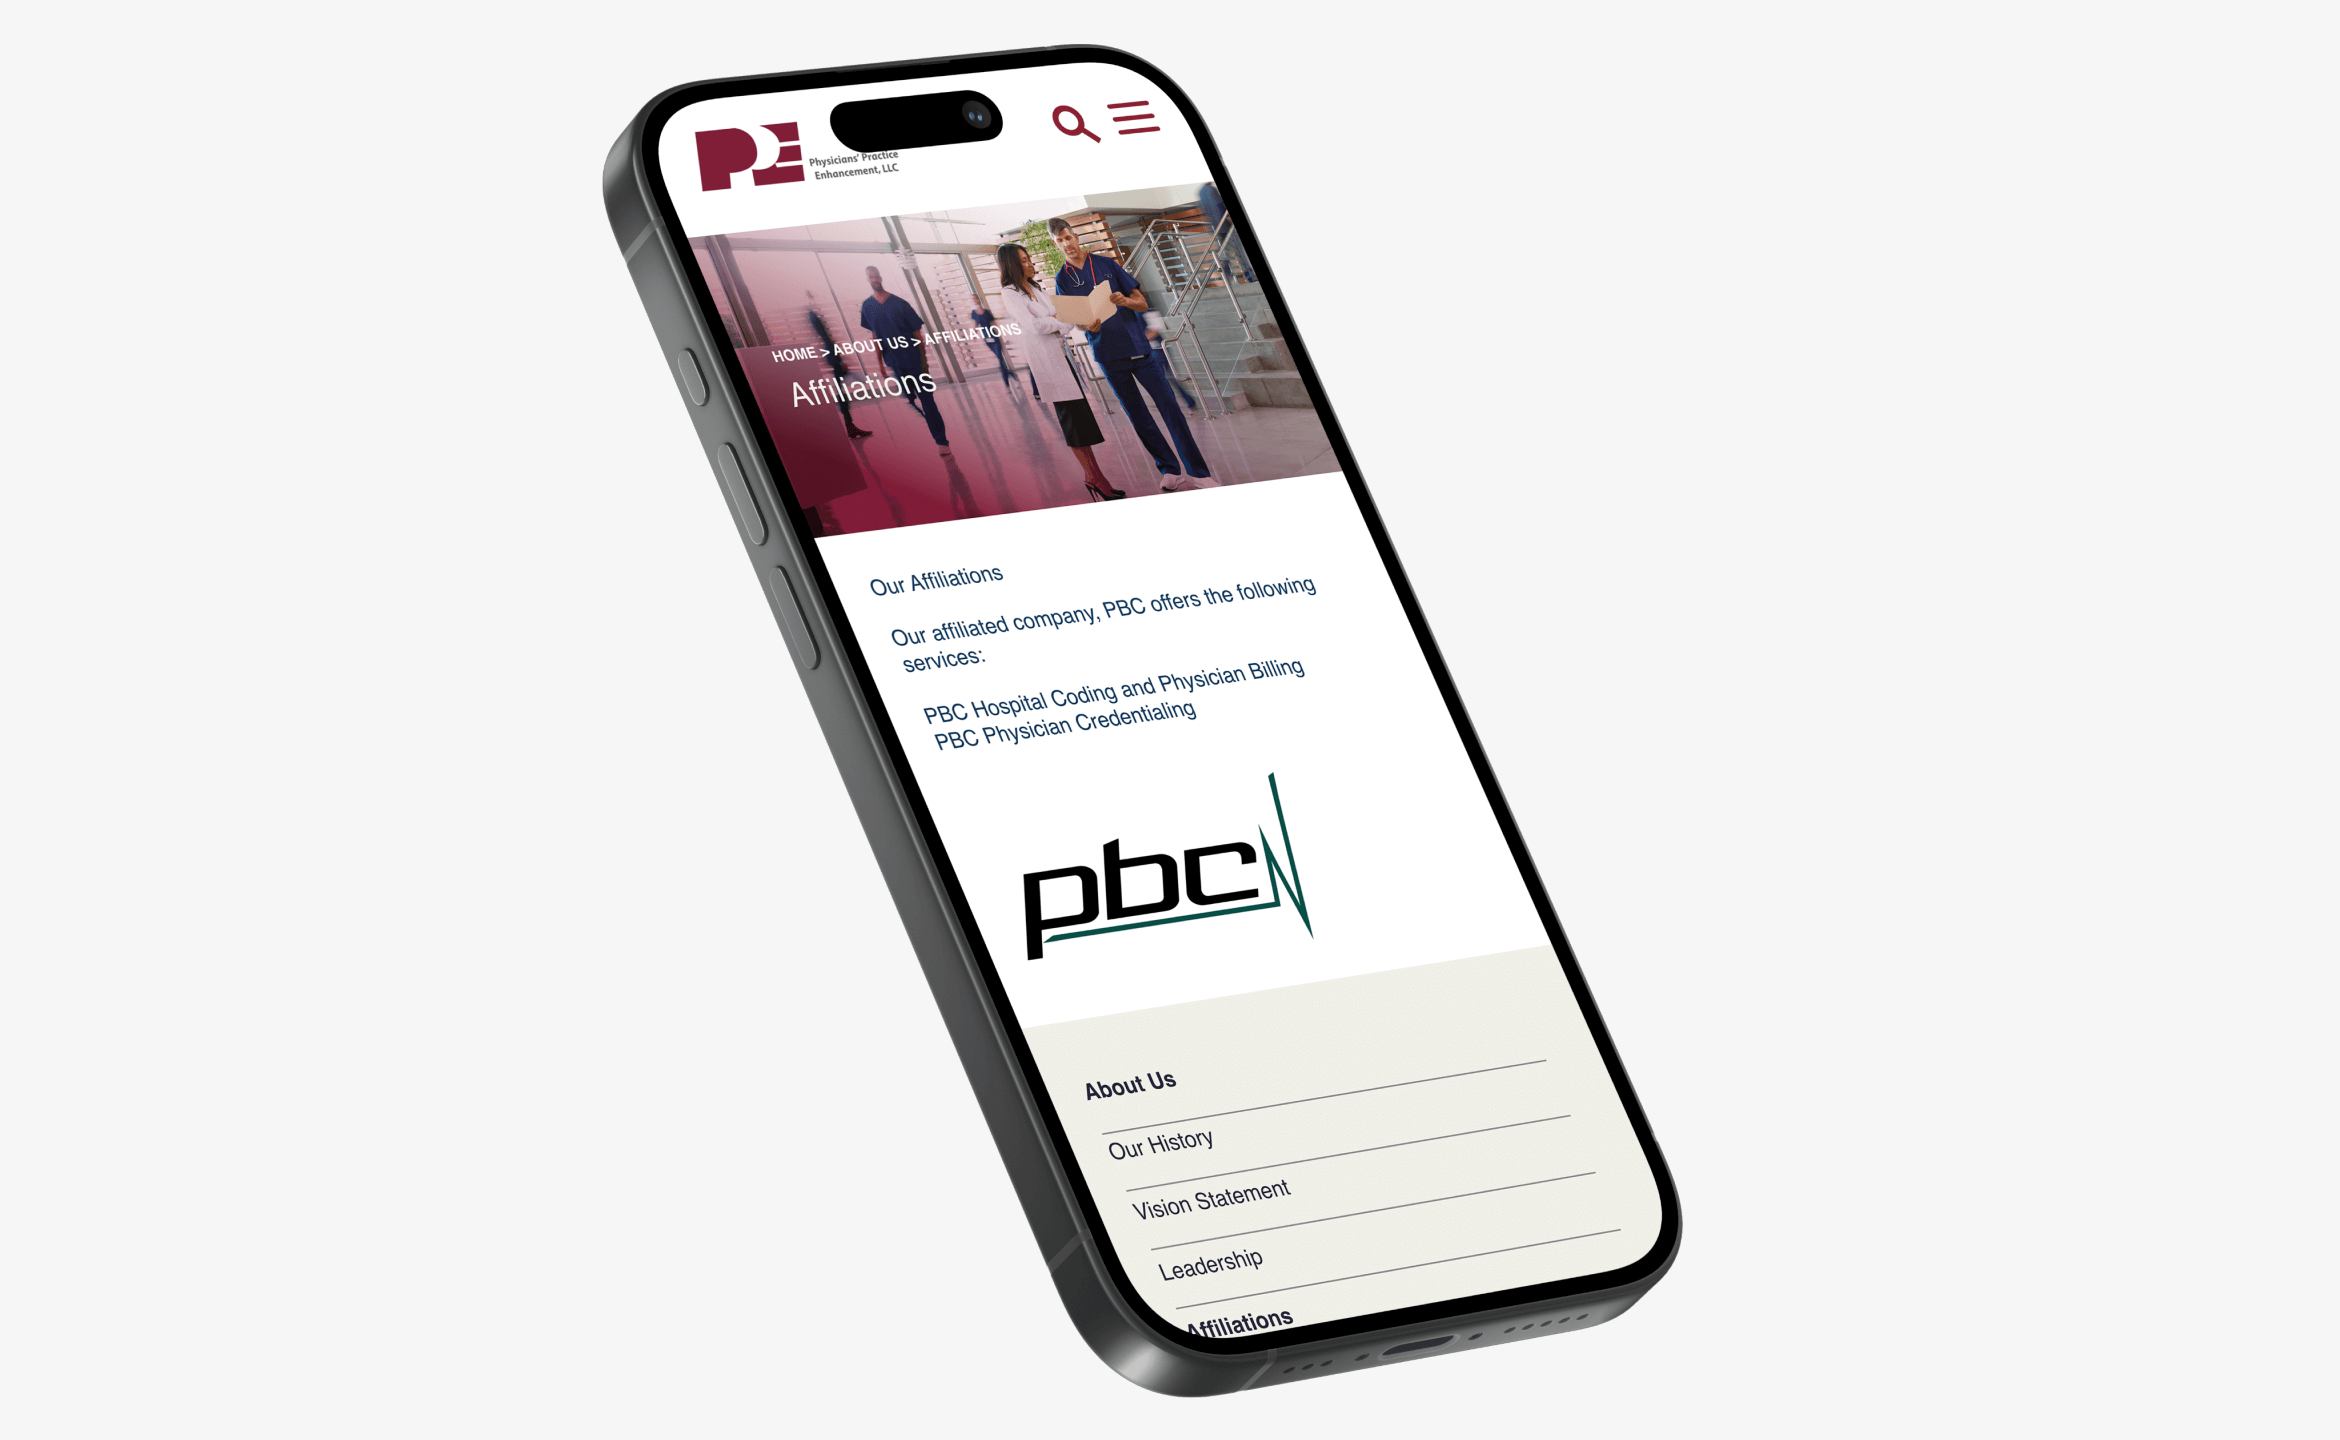 PE
Physicians' Practice
Enhancement, LLC
HOME > ABOUT US > AFFILIATIONS
Affiliations
Our Affiliations
Our affiliated company, PBC offers the following
services:
PBC Hospital Coding and Physician Billing
PBC Physician Credentialing
pbc
About Us
Our History
Vision Statement
Leadership
Affiliations